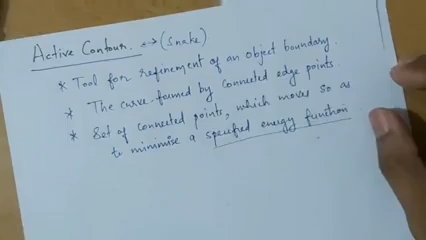 Active Contour. ↔ (Snake)
* Tool for refinement of an object boundary.
* The curve formed by connected edge points.
* Set of connected points, which moves so as
to minimise a specified energy function